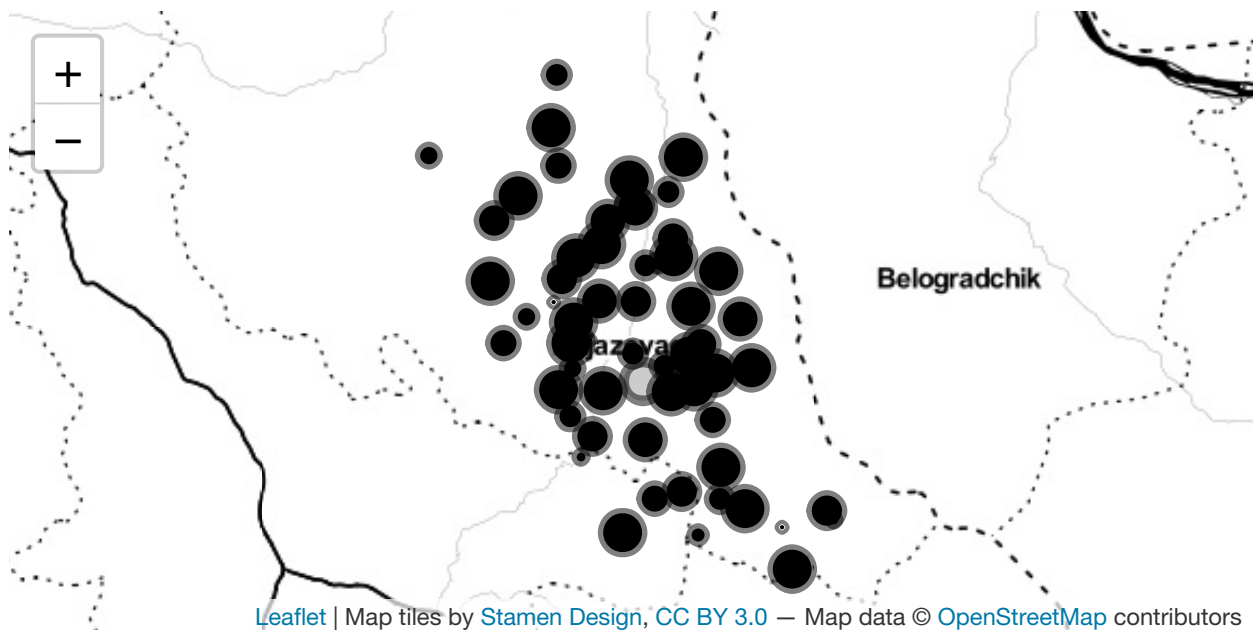 +
−
Belogradchik
Leaflet | Map tiles by Stamen Design, CC BY 3.0 — Map data © OpenStreetMap contributors